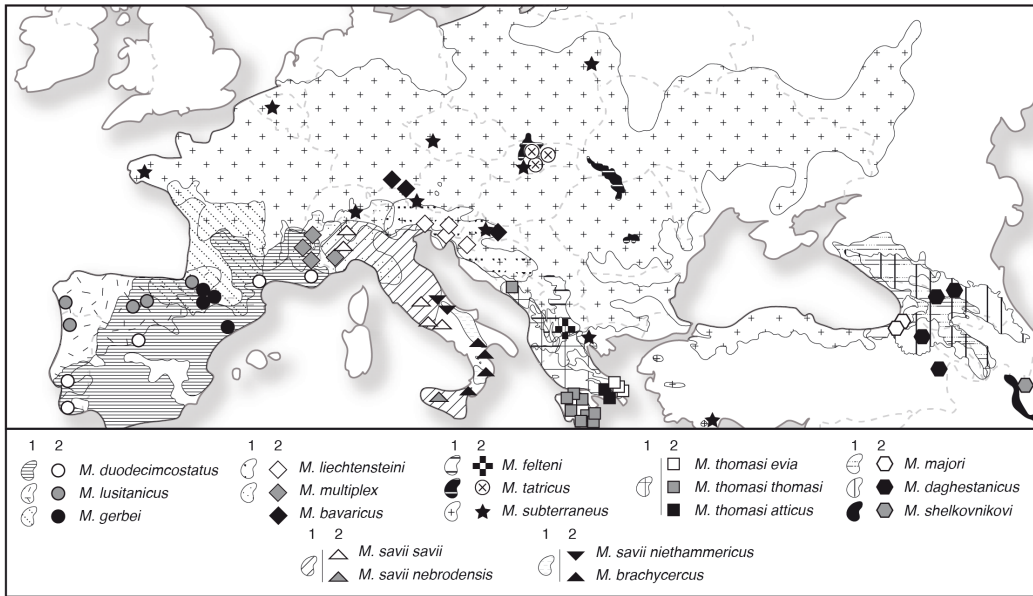 1 2 1 2 1 2 1 2 1 2
M. duodecimcostatus M. liechtensteini M. felteni M. thomasi evia M. majori
M. lusitanicus M. multiplex M. tatricus M. thomasi thomasi M. daghestanicus
M. gerbei M. bavaricus M. subterraneus M. thomasi atticus M. shelkovnikovi
1 2 1 2
M. savii savii M. savii niethammericus
M. savii nebrodensis M. brachycercus